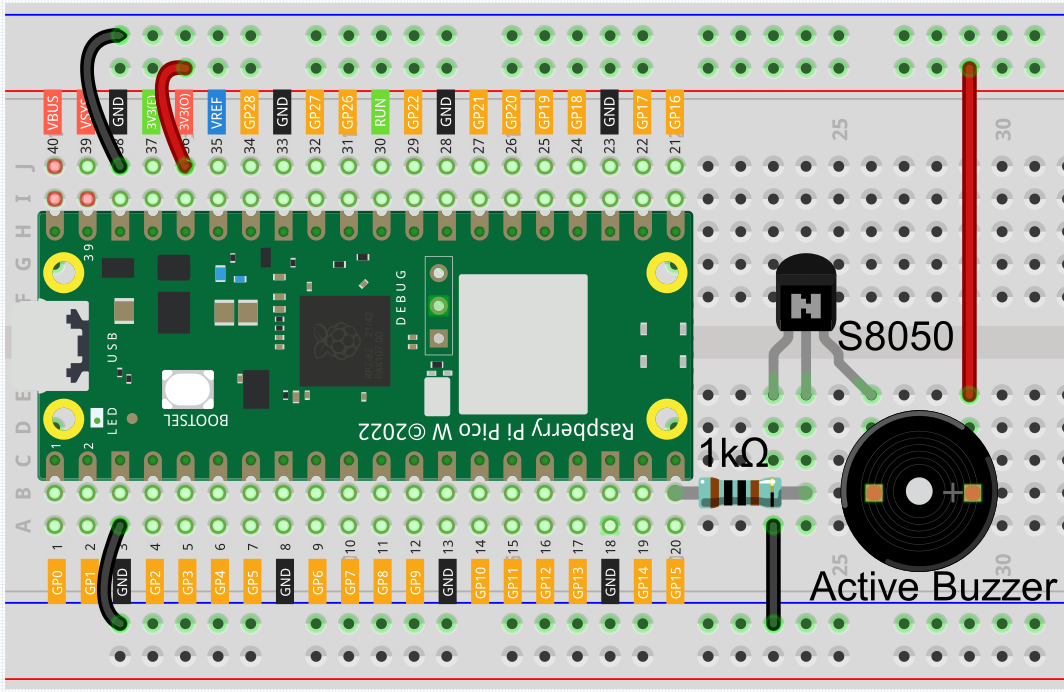 VBUS VSYS GND 3V3(E) 3V3(O) VREF GP28 GND GP27 GP26 RUN GP22 GND GP21 GP20 GP19 GP18 GND GP17 GP16
25 30
40 39 38 37 36 35 34 33 32 31 30 29 28 27 26 25 24 23 22 21
J
I
H
G
F
E
D
C
B
A
39
DEBUG
USB
LED
BOOTSEL
1 2
Raspberry Pi Pico W © 2022
N
S8050
1kΩ
+
1 2 3 4 5 6 7 8 9 10 11 12 13 14 15 16 17 18 19 20
25 30
GP0 GP1 GND GP2 GP3 GP4 GP5 GND GP6 GP7 GP8 GP9 GND GP10 GP11 GP12 GP13 GND GP14 GP15
Active Buzzer